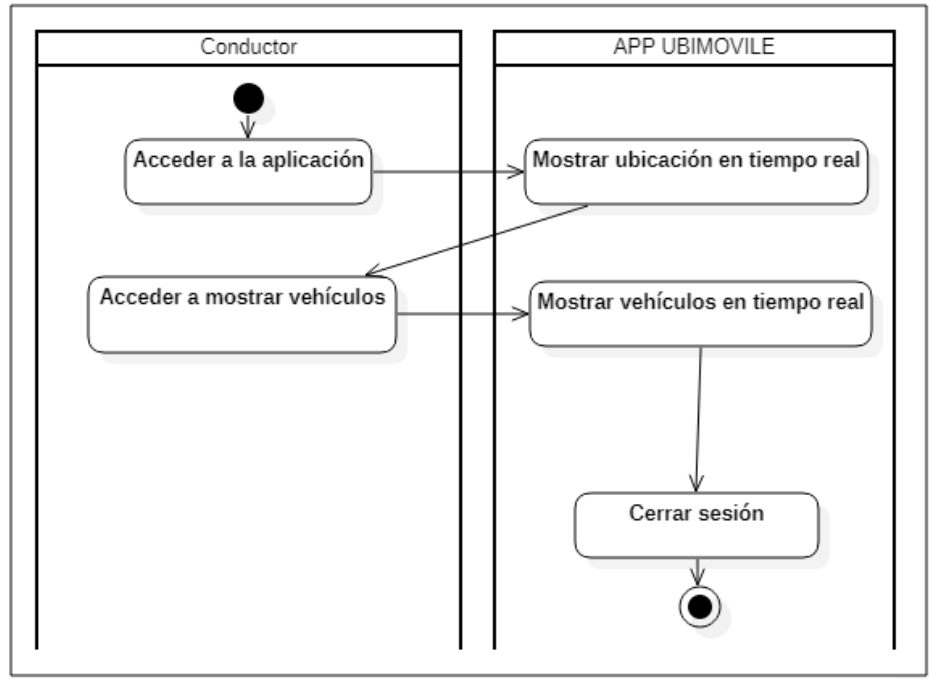 Conductor
APP UBIMOVILE
Acceder a la aplicación
Mostrar ubicación en tiempo real
Acceder a mostrar vehículos
Mostrar vehículos en tiempo real
Cerrar sesión